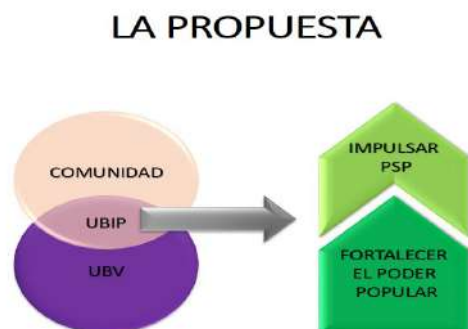 LA PROPUESTA
COMUNIDAD
UBIP
UBV
IMPULSAR
PSP
FORTALECER
EL PODER
POPULAR